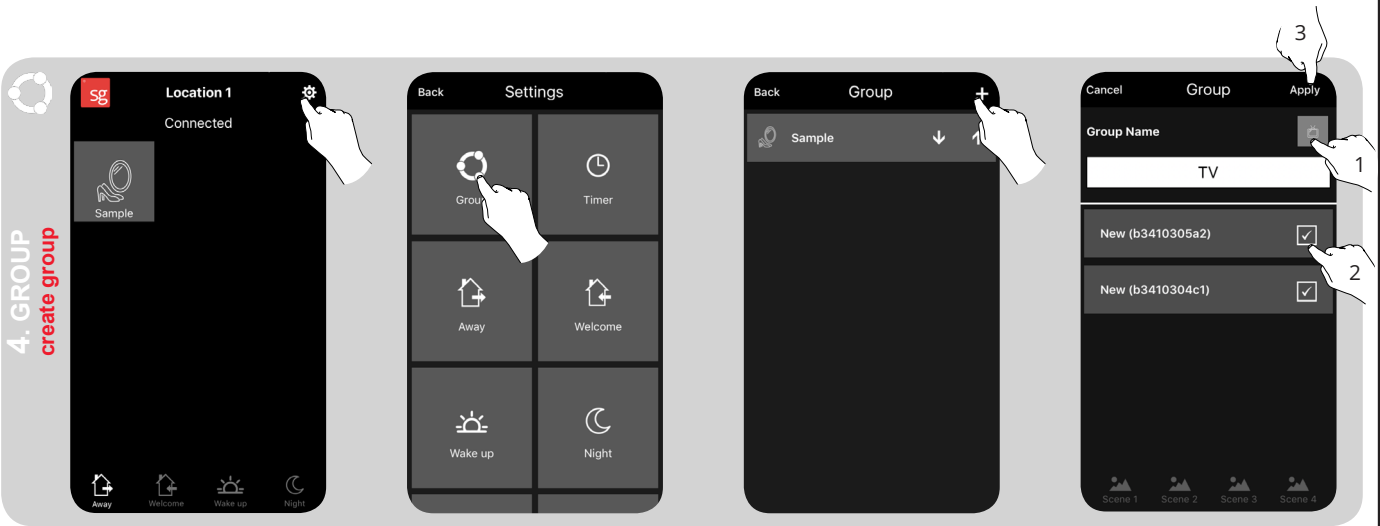 4. GROUP
create group
sg
Location 1
Connected
Sample
Away
Welcome
Wake up
Night
Back
Settings
Timer
Away
Welcome
Wake up
Night
Back
Group
+
Sample
3
Cancel
Group
Apply
Group Name
1
TV
New (b3410305a2)
2
New (b3410304c1)
Scene 1
Scene 2
Scene 3
Scene 4